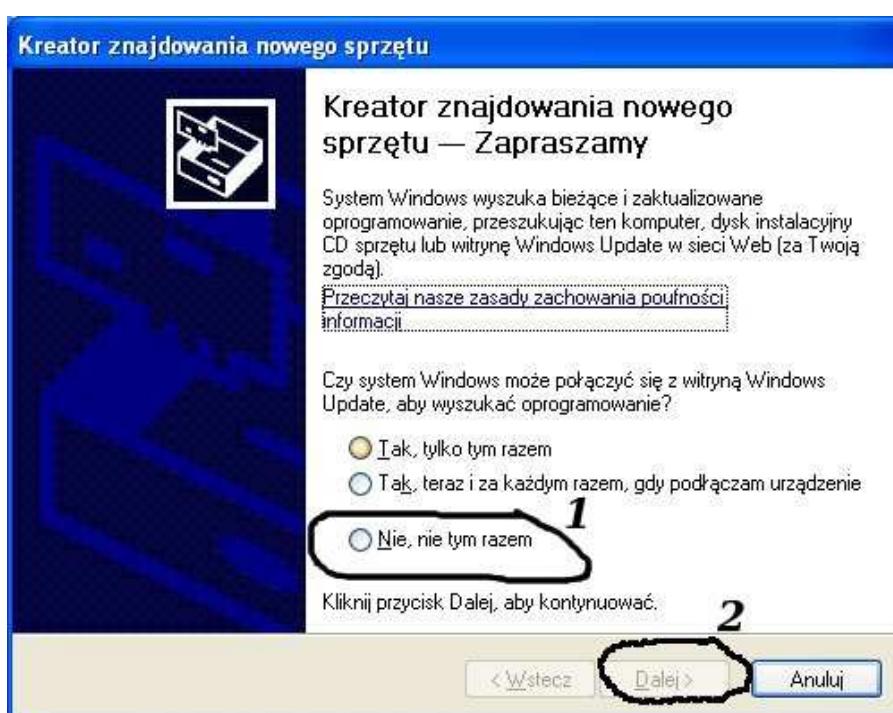 Kreator znajdowania nowego sprzętu
Kreator znajdowania nowego
sprzętu — Zapraszamy
System Windows wyszuka bieżące i zaktualizowane
oprogramowanie, przeszukując ten komputer, dysk instalacyjny
CD sprzętu lub witrynę Windows Update w sieci Web (za Twoją
zgodą).
Przeczytaj nasze zasady zachowania poufności
informacji
Czy system Windows może połączyć się z witryną Windows
Update, aby wyszukać oprogramowanie?
Tak, tylko tym razem
Tak, teraz i za każdym razem, gdy podłączam urządzenie
1
Nie, nie tym razem
Kliknij przycisk Dalej, aby kontynuować.
2
< Wstecz Dalej > Anuluj